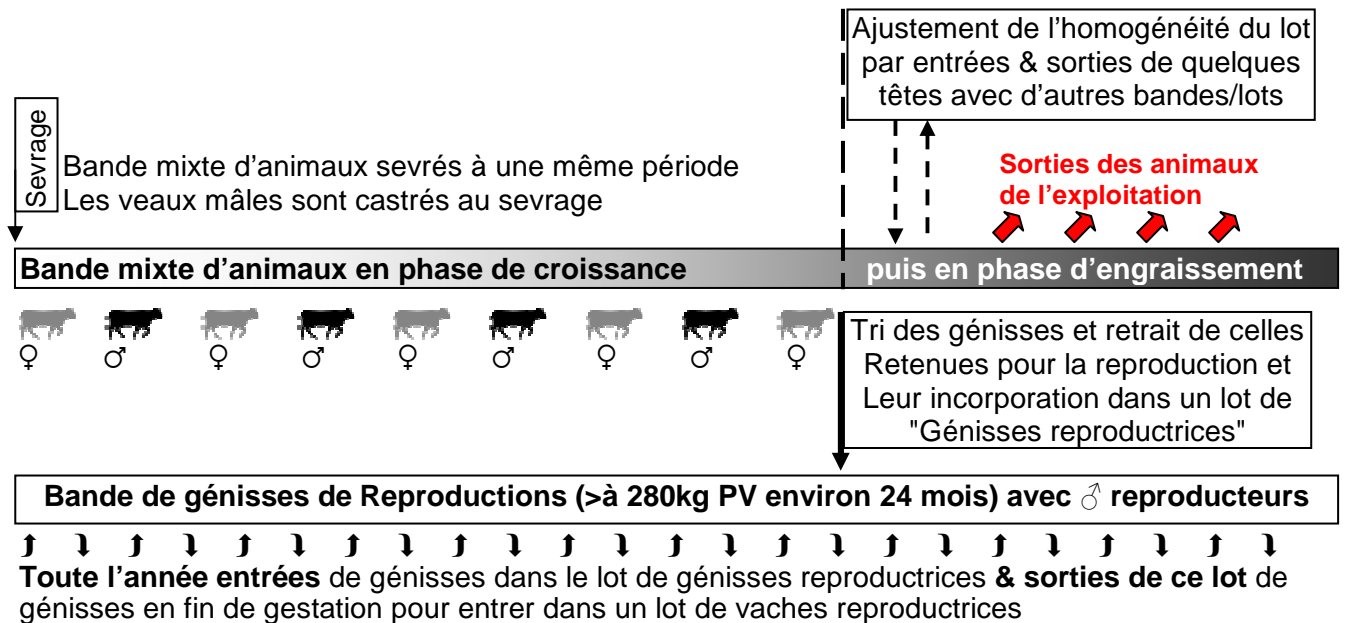 Ajustement de l’homogénéité du lot
par entrées & sorties de quelques
têtes avec d’autres bandes/lots
Sevrage
Bande mixte d’animaux sevrés à une même période
Les veaux mâles sont castrés au sevrage
Sorties des animaux
de l’exploitation
Bande mixte d’animaux en phase de croissance
puis en phase d’engraissement
♀ ♂ ♀ ♂ ♀ ♂ ♀ ♂ ♀
Tri des génisses et retrait de celles
Retenues pour la reproduction et
Leur incorporation dans un lot de
"Génisses reproductrices"
Bande de génisses de Reproductions (>à 280kg PV environ 24 mois) avec ♂ reproducteurs
Toute l’année entrées de génisses dans le lot de génisses reproductrices & sorties de ce lot de
génisses en fin de gestation pour entrer dans un lot de vaches reproductrices